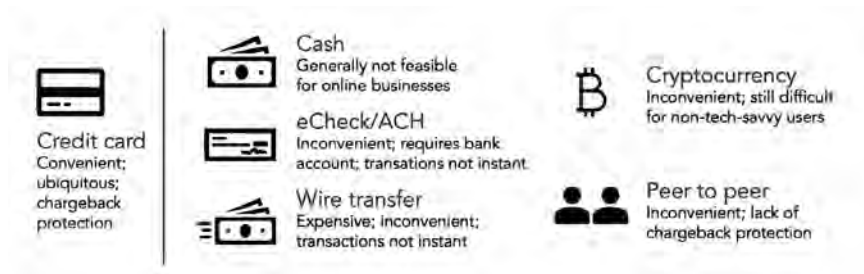 Credit card
Convenient;
ubiquitous;
chargeback
protection
Cash
Generally not feasible
for online businesses
eCheck/ACH
Inconvenient; requires bank
account; transations not instant
Wire transfer
Expensive; inconvenient;
transactions not instant
Cryptocurrency
Inconvenient; still difficult
for non-tech-savvy users
Peer to peer
Inconvenient; lack of
chargeback protection